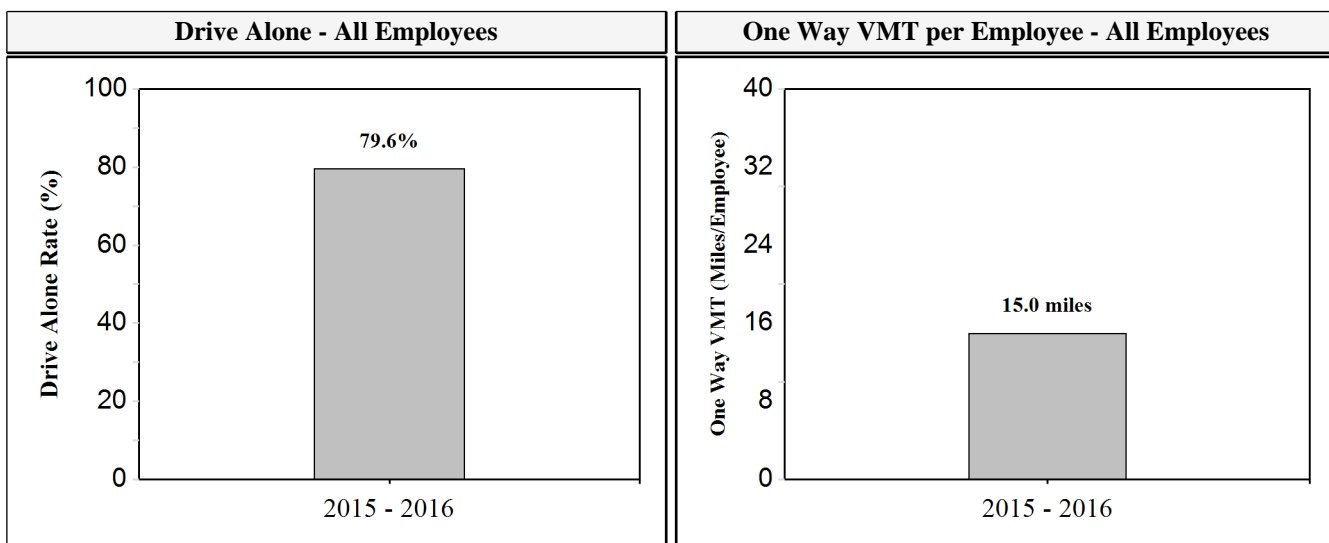 Drive Alone - All Employees
Drive Alone Rate (%)
100
80
60
40
20
0
79.6%
2015 - 2016
One Way VMT per Employee - All Employees
One Way VMT (Miles/Employee)
40
32
24
16
8
0
15.0 miles
2015 - 2016